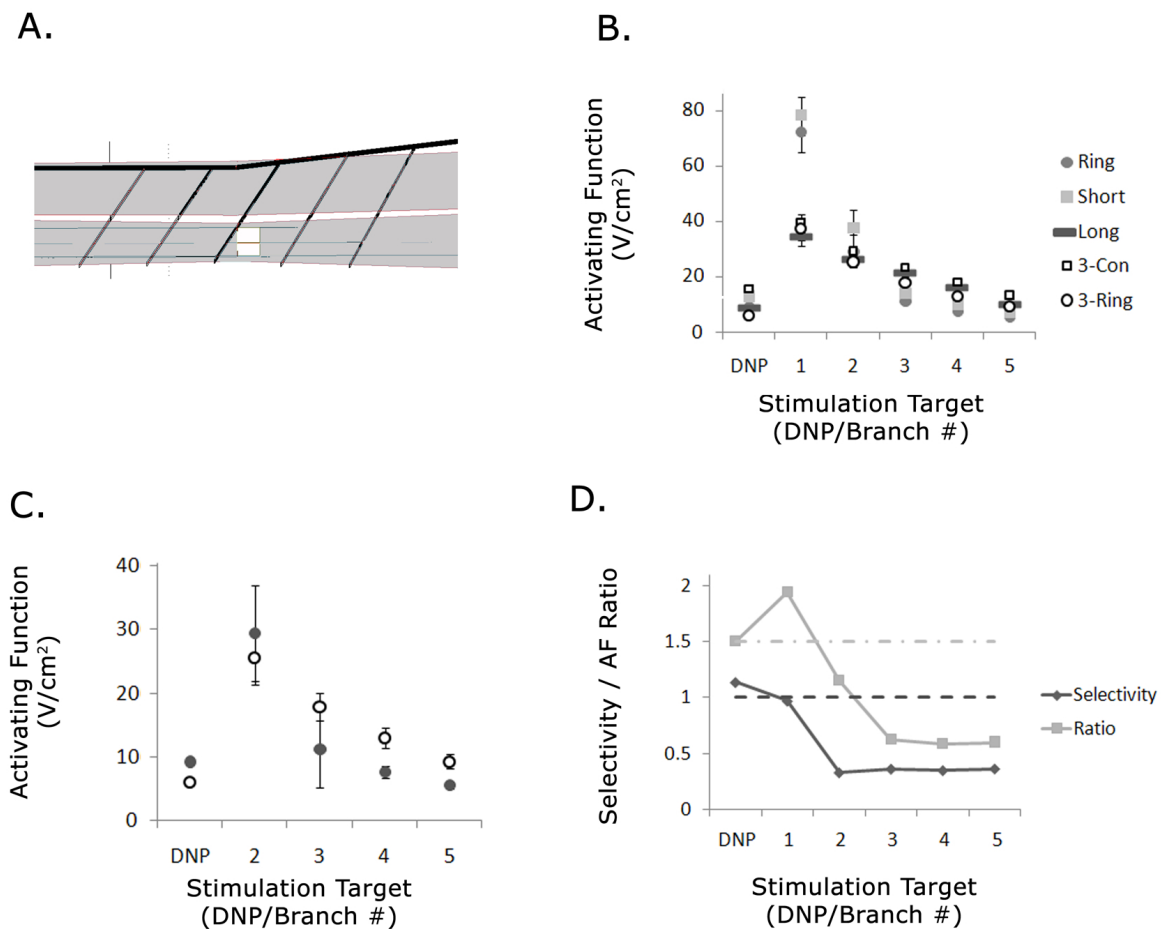 A.
B.
Activating Function
(V/cm²)
80
60
40
20
0
DNP 1 2 3 4 5
Stimulation Target
(DNP/Branch #)
Ring
Short
Long
3-Con
3-Ring
C.
Activating Function
(V/cm²)
40
30
20
10
0
DNP 2 3 4 5
Stimulation Target
(DNP/Branch #)
D.
Selectivity / AF Ratio
2
1.5
1
0.5
0
DNP 1 2 3 4 5
Stimulation Target
(DNP/Branch #)
Selectivity
Ratio